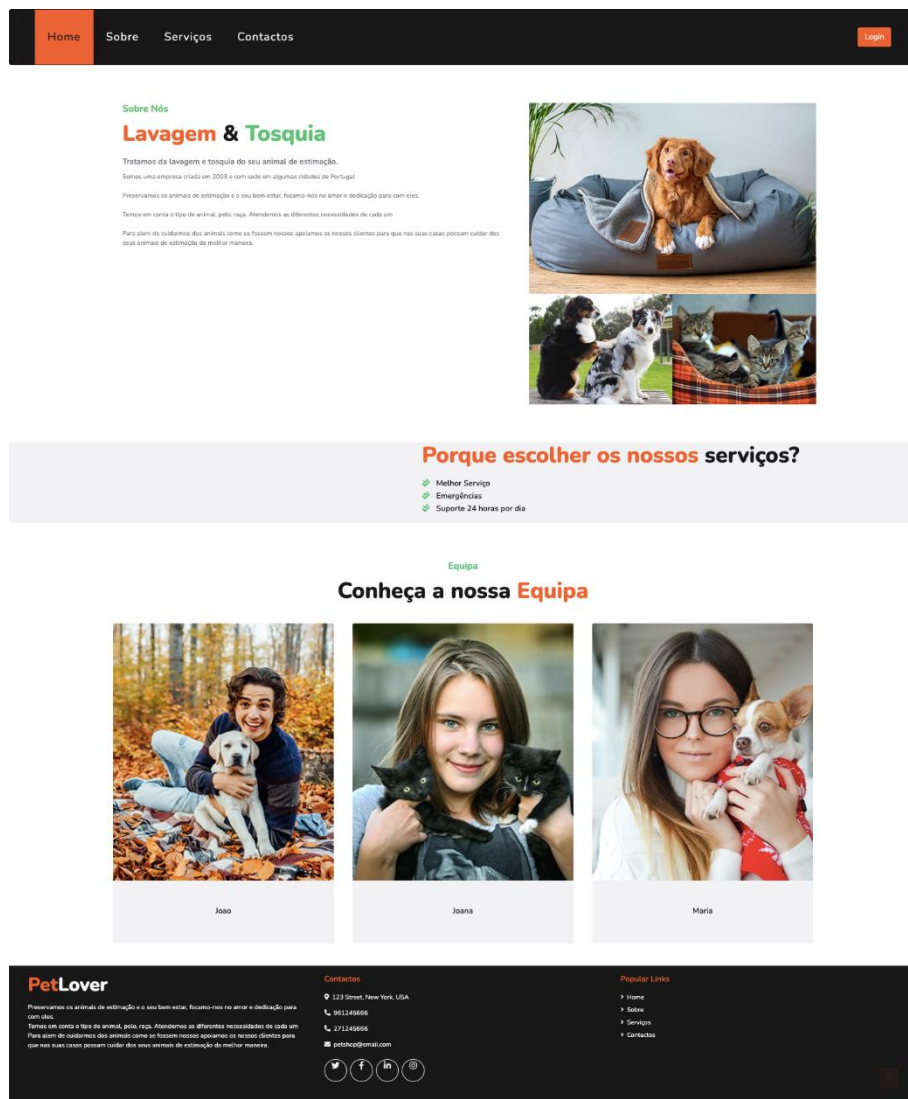 Home Sobre Serviços Contactos Login
Sobre Nós
Lavagem & Tosquia
Tratamos da lavagem e tosquia do seu animal de estimação.
Somos uma empresa criada em 2003 e com sede em algumas cidades de Portugal
Preservamos os animais de estimação e o seu bem estar, focamo-nos no amor e dedicação para com eles.
Temos em conta o tipo de animal, pelo, raça. Atendemos as diferentes necessidades de cada um
Para alem de cuidarmos dos animais como se fossem nossos apoiamos os nossos clientes para que nas suas casas possam cuidar dos
seus animais de estimação da melhor maneira.
Porque escolher os nossos serviços?
Melhor Serviço
Emergências
Suporte 24 horas por dia
Equipa
Conheça a nossa Equipa
Joao
Joana
Maria
PetLover
Preservamos os animais de estimação e o seu bem estar, focamo-nos no amor e dedicação para
com eles.
Temos em conta o tipo de animal, pelo, raça. Atendemos as diferentes necessidades de cada um
Para alem de cuidarmos dos animais como se fossem nossos apoiamos os nossos clientes para
que nas suas casas possam cuidar dos seus animais de estimação da melhor maneira.
Contactos
123 Street, New York, USA
961245666
271245666
petshop@email.com
Popular Links
Home
Sobre
Serviços
Contactos